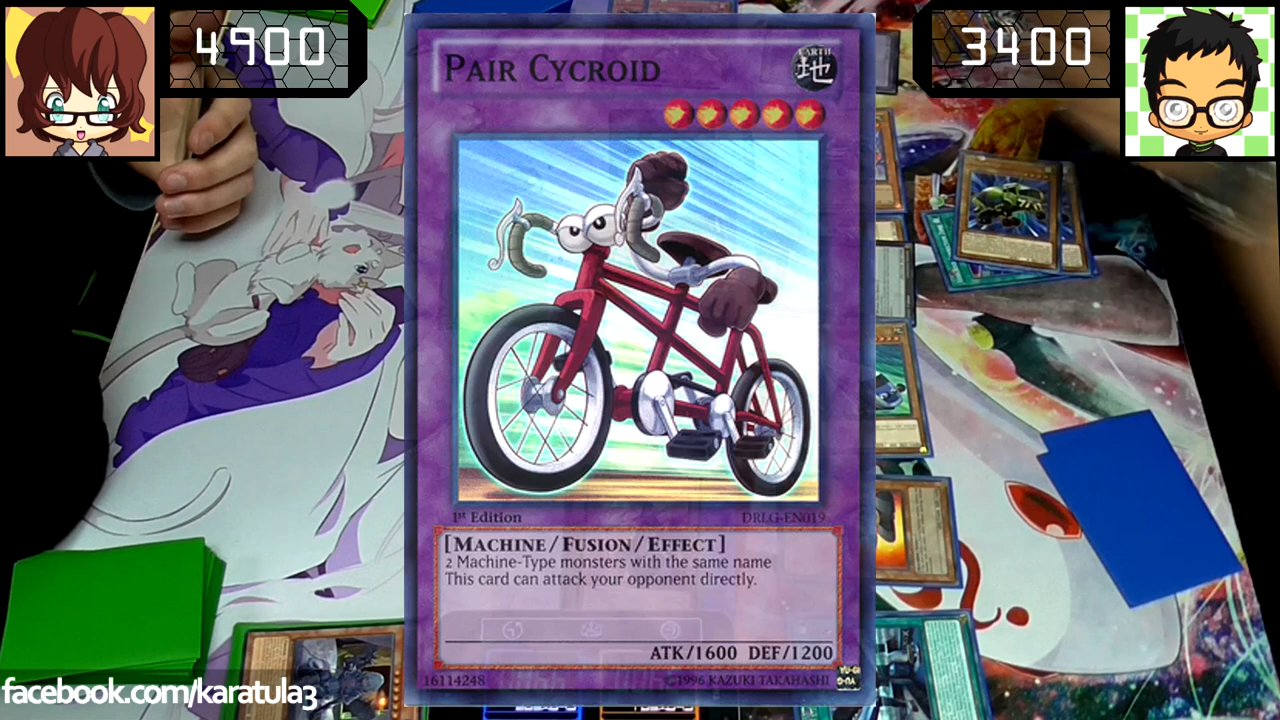 4900
3400
PAIR CYCROID
EARTH
地
1st Edition
DRLG-EN019
[MACHINE/FUSION/EFFECT]
2 Machine-Type monsters with the same name
This card can attack your opponent directly.
ATK/1600 DEF/1200
16114248
©1996 KAZUKI TAKAHASHI
facebook.com/karatula3